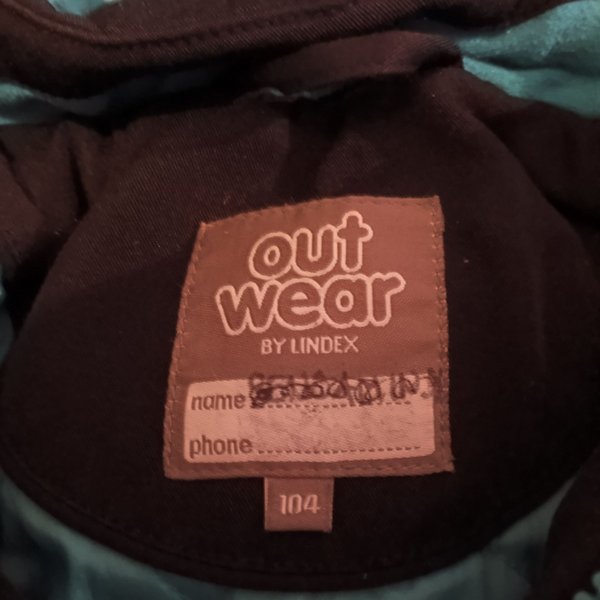 out
wear
BY LINDEX
name
phone
104